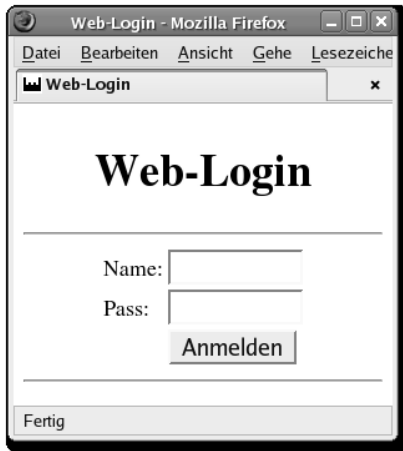 Web-Login - Mozilla Firefox
Datei Bearbeiten Ansicht Gehe Lesezeiche
Web-Login
Web-Login
Name:
Pass:
Anmelden
Fertig